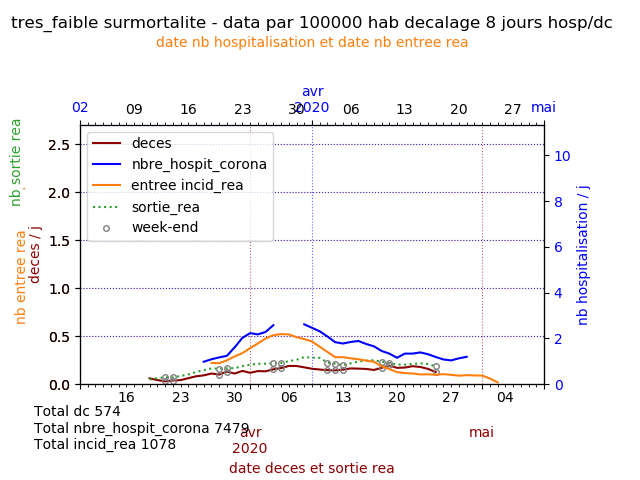 tres_faible surmortalite - data par 100000 hab decalage 8 jours hosp/dc
date nb hospitalisation et date nb entree rea
avr
2020
02 09 16 23 30 06 13 20 27 mai
nb sortie rea
nb entree rea
deces / j
2.5
2.0
1.5
1.0
0.5
0.0
deces
nbre_hospit_corona
entree incid_rea
sortie_rea
week-end
10
8
6
4
2
0
nb hospitalisation / j
16 23 30 06 13 20 27 04
Total dc 574
Total nbre_hospit_corona 7479
Total incid_rea 1078
avr
2020
mai
date deces et sortie rea